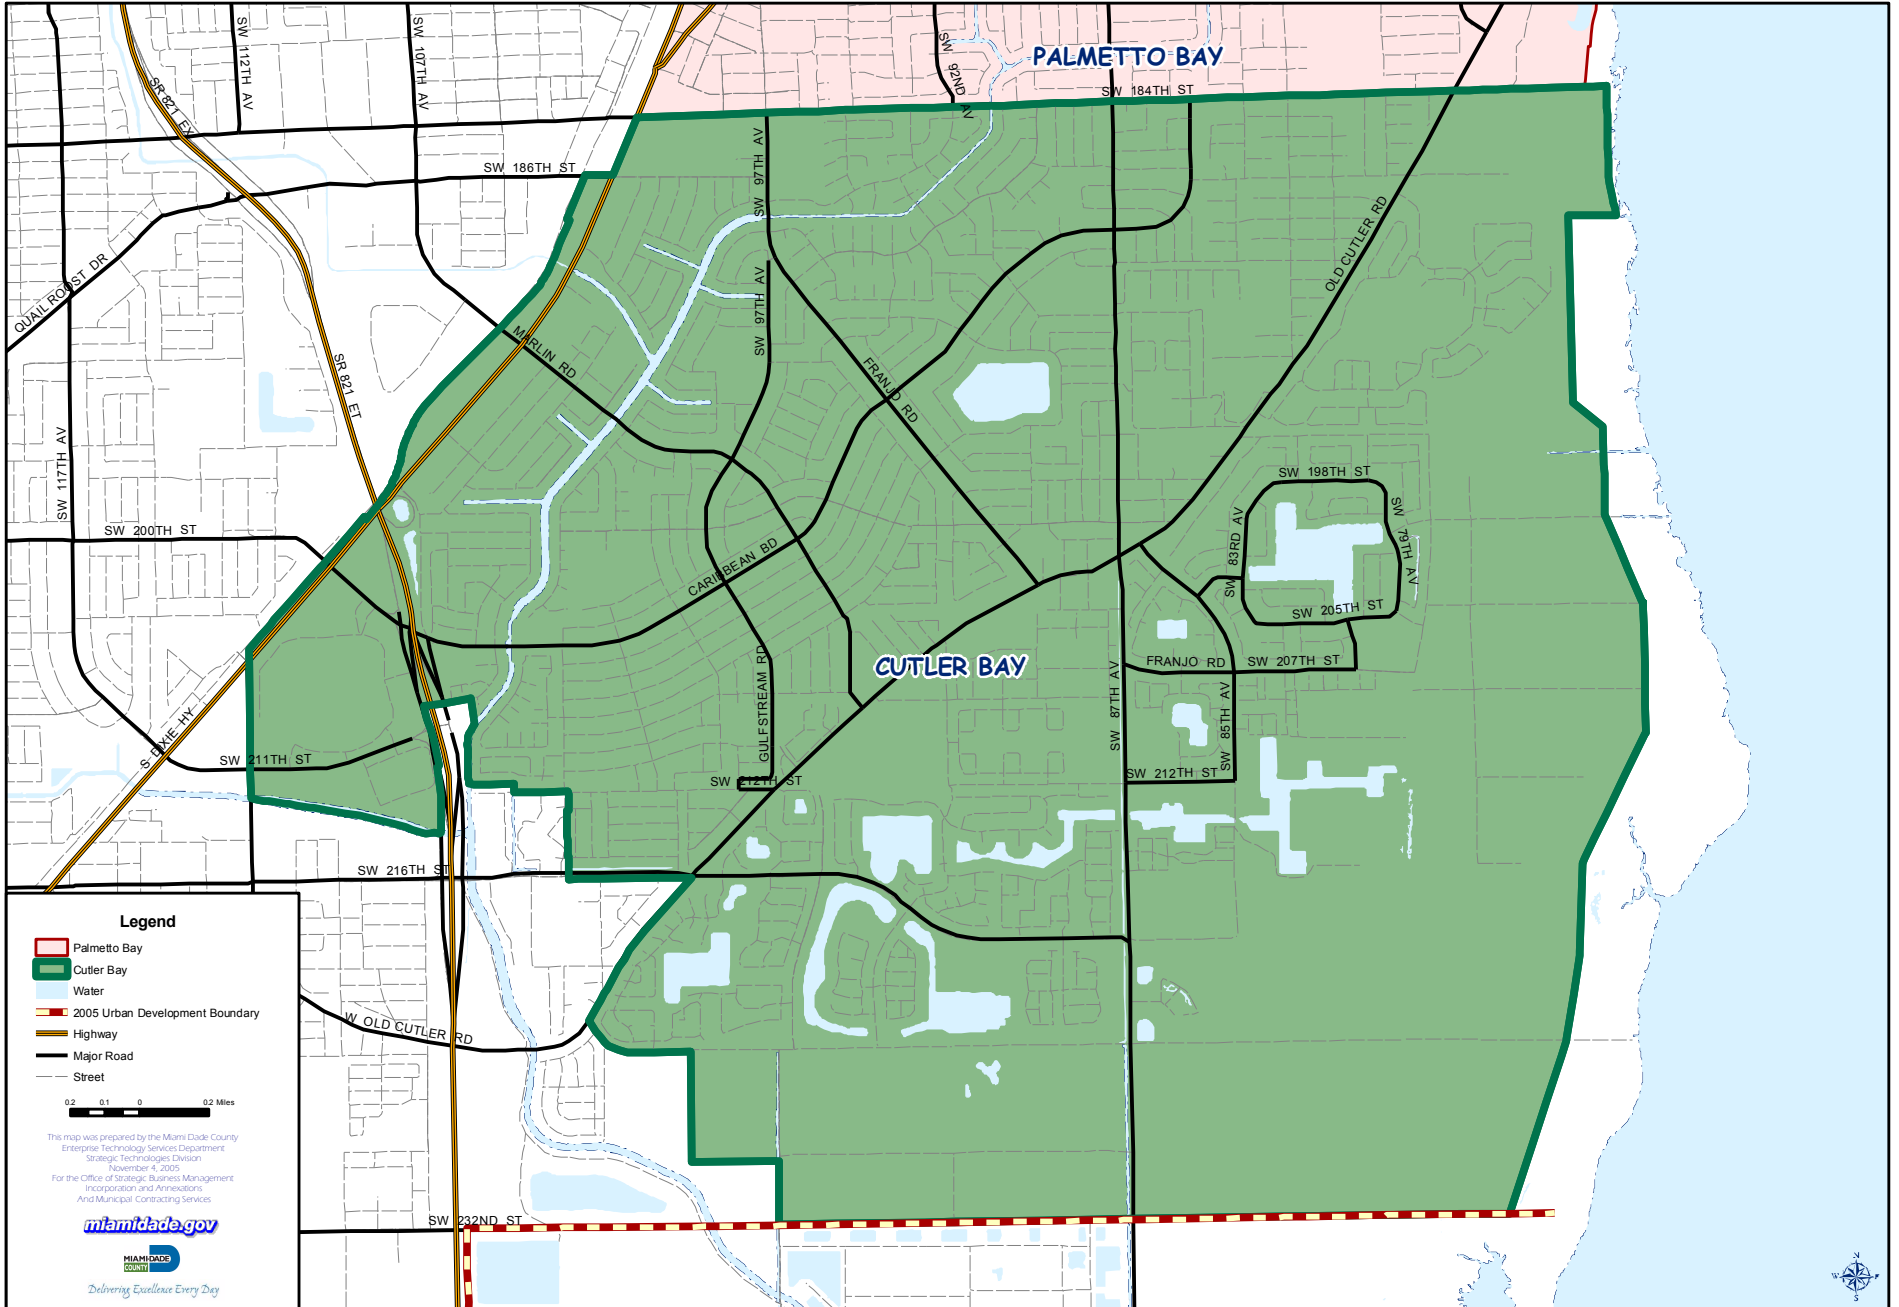 PALMETTO BAY
SW 112TH AV
SW 107TH AV
SW 92ND AV
SW 184TH ST
SR 821 EX
SW 97TH AV
SW 186TH ST
OLD CUTLER RD
QUAIL ROOST DR
SW 97TH AV
MARLIN RD
SR 821 ET
FRANJO RD
SW 117TH AV
SW 198TH ST
SW 200TH ST
SW 83RD AV
SW 79TH AV
CARIBBEAN BD
SW 205TH ST
CUTLER BAY
GULFSTREAM RD
SW 87TH AV
FRANJO RD
SW 207TH ST
SW 85TH AV
S DIXIE HY
SW 211TH ST
SW 212TH ST
SW 212TH ST
SW 216TH ST
W OLD CUTLER RD
SW 232ND ST
Legend
Palmetto Bay
Cutler Bay
Water
2005 Urban Development Boundary
Highway
Major Road
Street
0.2 0.1 0 0.2 Miles
This map was prepared by the Miami Dade County
Enterprise Technology Services Department
Strategic Technologies Division
November 4, 2005
For the Office of Strategic Business Management
Incorporation and Annexations
And Municipal Contracting Services
miamidade.gov
MIAMI-DADE
COUNTY
Delivering Excellence Every Day
N
W E
S